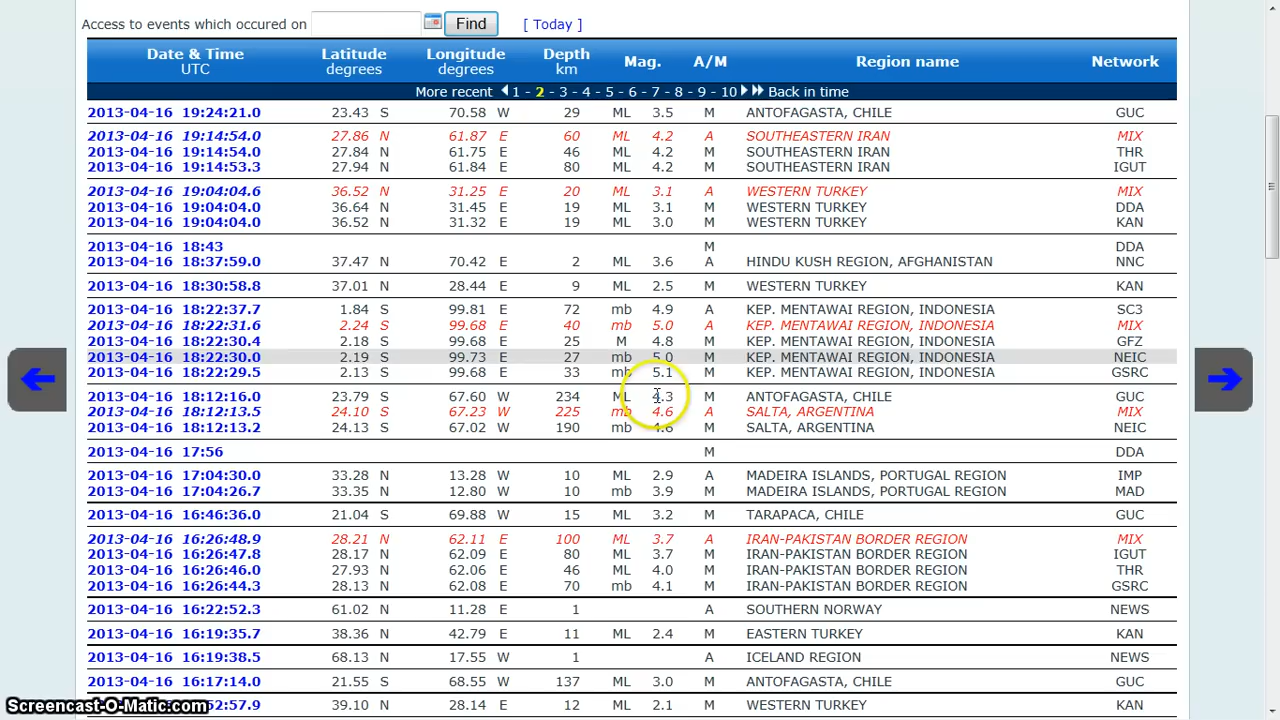 Access to events which occured on Find [ Today ]
Date & Time UTC Latitude degrees Longitude degrees Depth km Mag. A/M Region name Network
More recent 1 - 2 - 3 - 4 - 5 - 6 - 7 - 8 - 9 - 10 Back in time
2013-04-16 19:24:21.0 23.43 S 70.58 W 29 ML 3.5 M ANTOFAGASTA, CHILE GUC
2013-04-16 19:14:54.0 27.86 N 61.87 E 60 ML 4.2 A SOUTHEASTERN IRAN MIX
2013-04-16 19:14:54.0 27.84 N 61.75 E 46 ML 4.2 M SOUTHEASTERN IRAN THR
2013-04-16 19:14:53.3 27.94 N 61.84 E 80 ML 4.2 M SOUTHEASTERN IRAN IGUT
2013-04-16 19:04:04.6 36.52 N 31.25 E 20 ML 3.1 A WESTERN TURKEY MIX
2013-04-16 19:04:04.0 36.64 N 31.45 E 19 ML 3.1 M WESTERN TURKEY DDA
2013-04-16 19:04:04.0 36.52 N 31.32 E 19 ML 3.0 M WESTERN TURKEY KAN
2013-04-16 18:43 M DDA
2013-04-16 18:37:59.0 37.47 N 70.42 E 2 ML 3.6 A HINDU KUSH REGION, AFGHANISTAN NNC
2013-04-16 18:30:58.8 37.01 N 28.44 E 9 ML 2.5 M WESTERN TURKEY KAN
2013-04-16 18:22:37.7 1.84 S 99.81 E 72 mb 4.9 A KEP. MENTAWAI REGION, INDONESIA SC3
2013-04-16 18:22:31.6 2.24 S 99.68 E 40 mb 5.0 A KEP. MENTAWAI REGION, INDONESIA MIX
2013-04-16 18:22:30.4 2.18 S 99.68 E 25 M 4.8 M KEP. MENTAWAI REGION, INDONESIA GFZ
2013-04-16 18:22:30.0 2.19 S 99.73 E 27 mb 5.0 M KEP. MENTAWAI REGION, INDONESIA NEIC
2013-04-16 18:22:29.5 2.13 S 99.68 E 33 mb 5.1 M KEP. MENTAWAI REGION, INDONESIA GSRC
2013-04-16 18:12:16.0 23.79 S 67.60 W 234 ML M ANTOFAGASTA, CHILE GUC
2013-04-16 18:12:13.5 24.10 S 67.23 W 225 mb 4.6 A SALTA, ARGENTINA MIX
2013-04-16 18:12:13.2 24.13 S 67.02 W 190 mb 4.6 M SALTA, ARGENTINA NEIC
2013-04-16 17:56 M DDA
2013-04-16 17:04:30.0 33.28 N 13.28 W 10 ML 2.9 A MADEIRA ISLANDS, PORTUGAL REGION IMP
2013-04-16 17:04:26.7 33.35 N 12.80 W 10 mb 3.9 M MADEIRA ISLANDS, PORTUGAL REGION MAD
2013-04-16 16:46:36.0 21.04 S 69.88 W 15 ML 3.2 M TARAPACA, CHILE GUC
2013-04-16 16:26:48.9 28.21 N 62.11 E 100 ML 3.7 A IRAN-PAKISTAN BORDER REGION MIX
2013-04-16 16:26:47.8 28.17 N 62.09 E 80 ML 3.7 M IRAN-PAKISTAN BORDER REGION IGUT
2013-04-16 16:26:46.0 27.93 N 62.06 E 46 ML 4.0 M IRAN-PAKISTAN BORDER REGION THR
2013-04-16 16:26:44.3 28.13 N 62.08 E 70 mb 4.1 M IRAN-PAKISTAN BORDER REGION GSRC
2013-04-16 16:22:52.3 61.02 N 11.28 E 1 A SOUTHERN NORWAY NEWS
2013-04-16 16:19:35.7 38.36 N 42.79 E 11 ML 2.4 M EASTERN TURKEY KAN
2013-04-16 16:19:38.5 68.13 N 17.55 W 1 A ICELAND REGION NEWS
2013-04-16 16:17:14.0 21.55 S 68.55 W 137 ML 3.0 M ANTOFAGASTA, CHILE GUC
52:57.9 39.10 N 28.14 E 12 ML 2.1 M WESTERN TURKEY KAN
Screencast-O-Matic.com